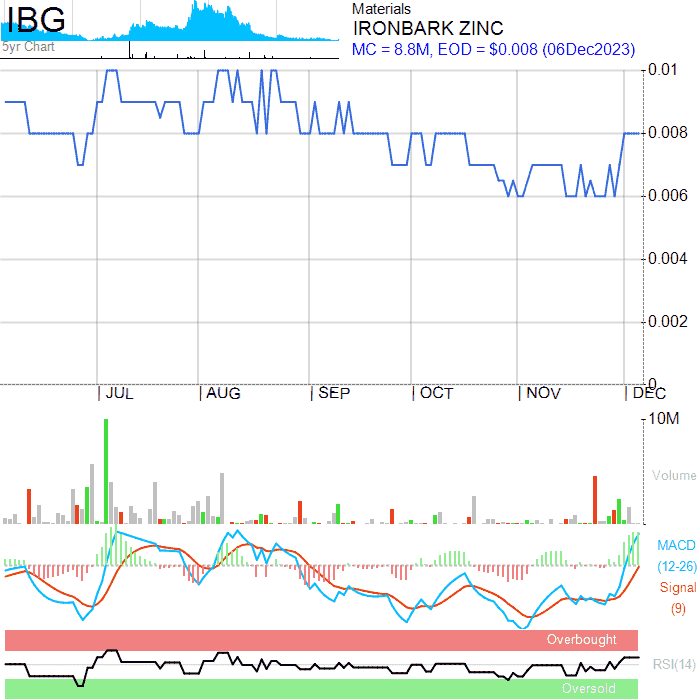 IBG
5yr Chart
Materials
IRONBARK ZINC
MC = 8.8M, EOD = $0.008 (06Dec2023)
0.01
0.008
0.006
0.004
0.002
0
JUL
AUG
SEP
OCT
NOV
DEC
10M
Volume
MACD
(12-26)
Signal
(9)
Overbought
RSI(14)
Oversold